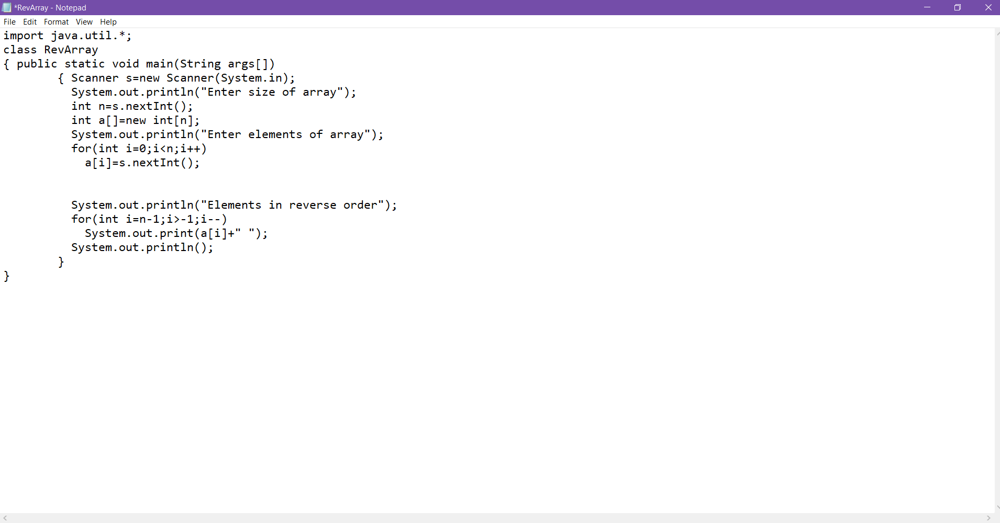 *RevArray - Notepad
File Edit Format View Help
import java.util.*;
class RevArray
{ public static void main(String args[])
        { Scanner s=new Scanner(System.in);
          System.out.println("Enter size of array");
          int n=s.nextInt();
          int a[]=new int[n];
          System.out.println("Enter elements of array");
          for(int i=0;i<n;i++)
            a[i]=s.nextInt();
          System.out.println("Elements in reverse order");
          for(int i=n-1;i>-1;i--)
            System.out.print(a[i]+" ");
          System.out.println();
        }
}